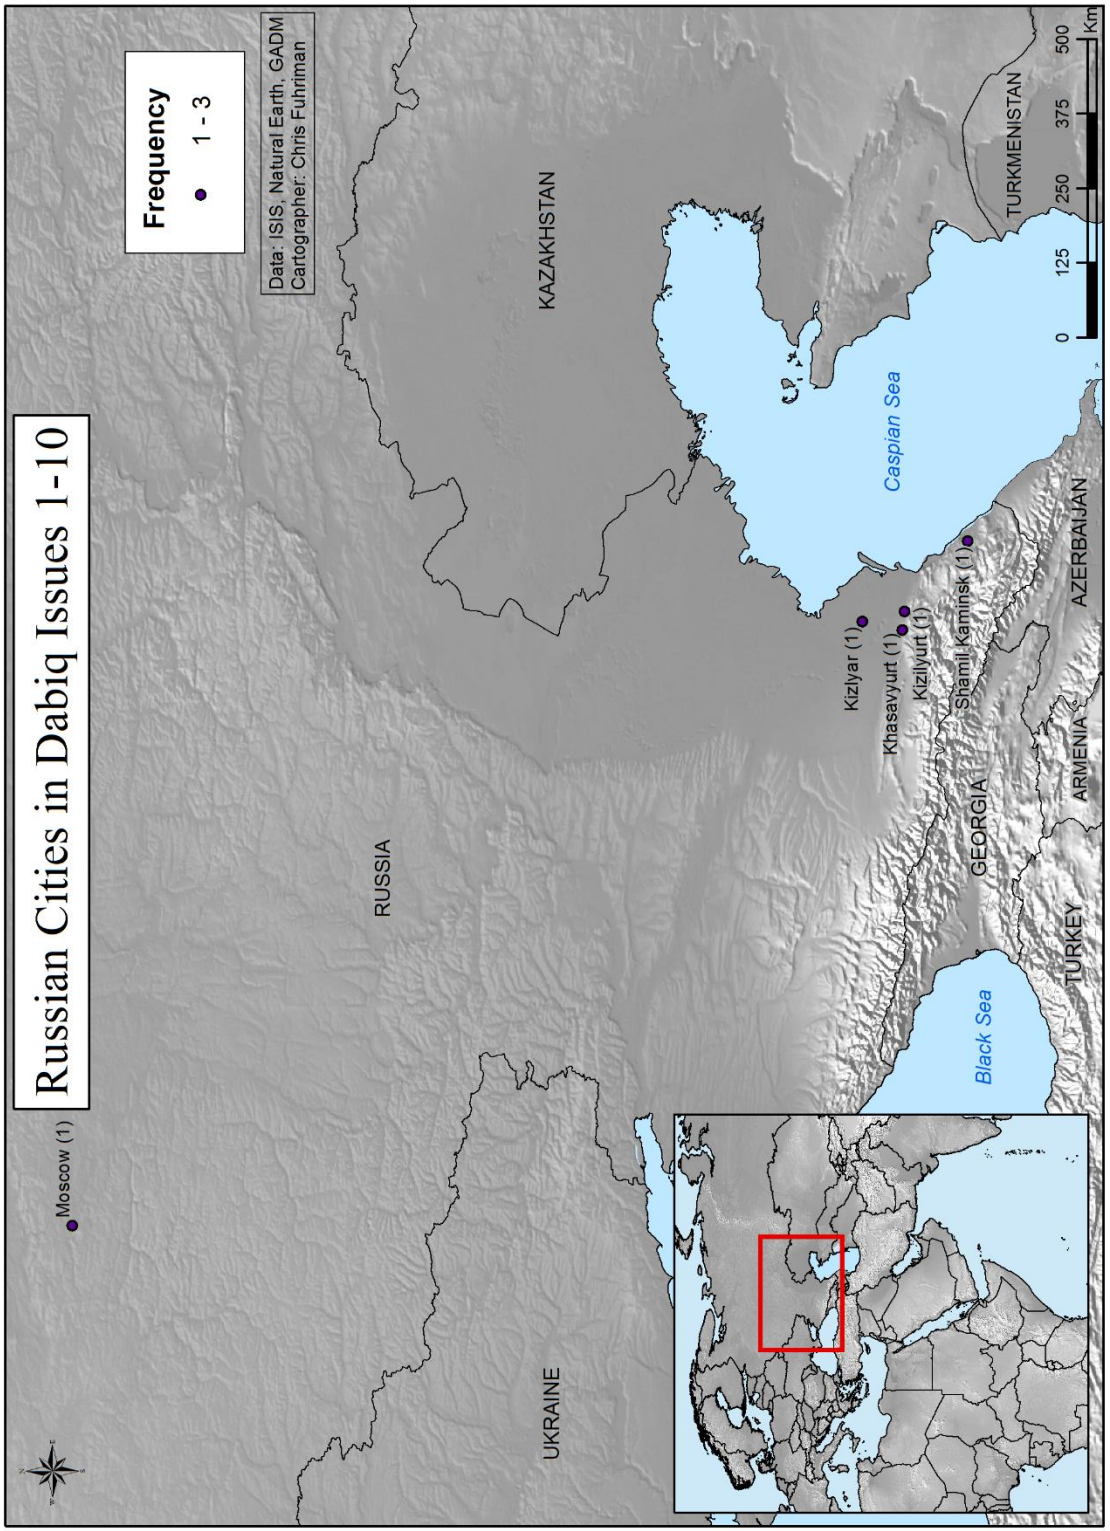 Russian Cities in Dabiq Issues 1-10
N
E
S
W
Moscow (1)
Frequency
1 - 3
Data: ISIS, Natural Earth, GADM
Cartographer: Chris Fuhriman
RUSSIA
KAZAKHSTAN
UKRAINE
Kizlyar (1)
Khasavyurt (1)
Kizilyurt (1)
Shamil Kaminsk (1)
Caspian Sea
Black Sea
GEORGIA
TURKMENISTAN
TURKEY
ARMENIA
AZERBAIJAN
0 125 250 375 500
Km